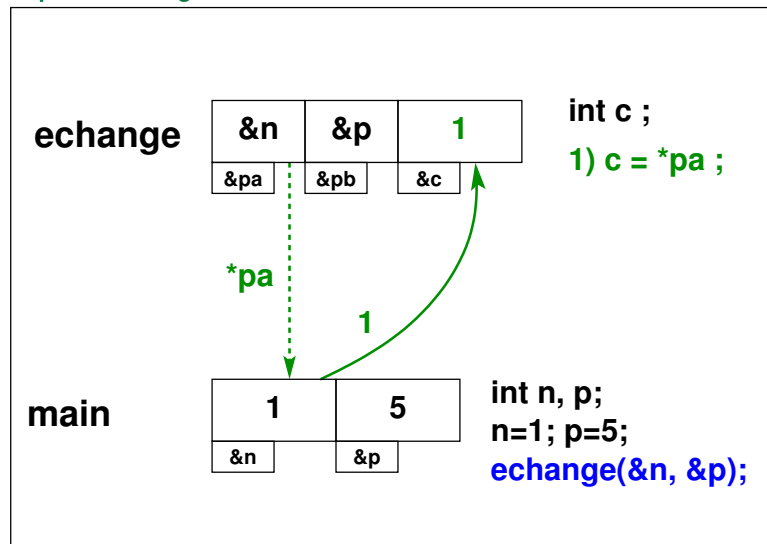 echange
&n &p 1
&pa &pb &c
int c ;
1) c = *pa ;
*pa
1
main
1 5
&n &p
int n, p;
n=1; p=5;
echange(&n, &p);